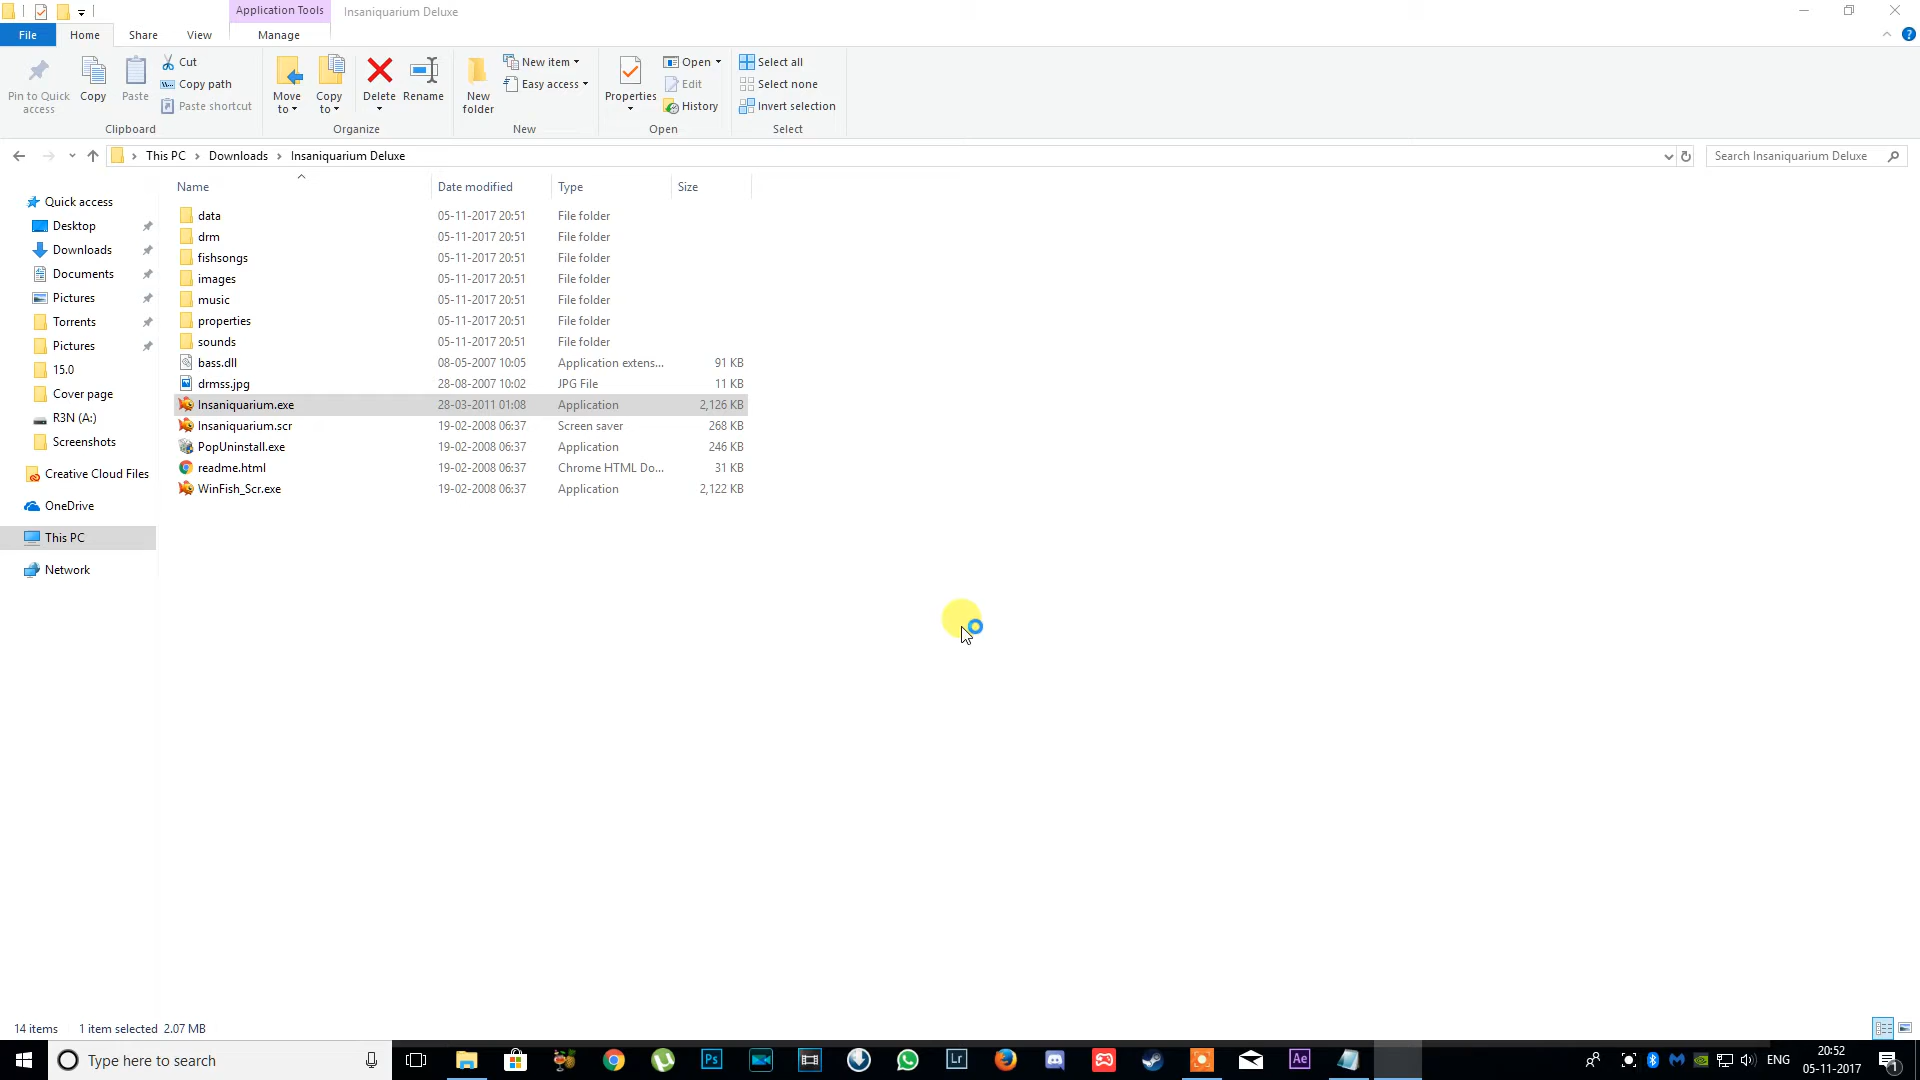 Application Tools
Insaniquarium Deluxe
File
Home
Share
View
Manage
Pin to Quick access
Copy
Paste
Cut
Copy path
Paste shortcut
Clipboard
Move to
Copy to
Delete
Rename
Organize
New folder
New item
Easy access
New
Properties
Open
Edit
History
Open
Select all
Select none
Invert selection
Select
This PC > Downloads > Insaniquarium Deluxe
Search Insaniquarium Deluxe
Name Date modified Type Size
Quick access
Desktop
Downloads
Documents
Pictures
Torrents
Pictures
15.0
Cover page
R3N (A:)
Screenshots
Creative Cloud Files
OneDrive
This PC
Network
data 05-11-2017 20:51 File folder
drm 05-11-2017 20:51 File folder
fishsongs 05-11-2017 20:51 File folder
images 05-11-2017 20:51 File folder
music 05-11-2017 20:51 File folder
properties 05-11-2017 20:51 File folder
sounds 05-11-2017 20:51 File folder
bass.dll 08-05-2007 10:05 Application extens... 91 KB
drmss.jpg 28-08-2007 10:02 JPG File 11 KB
Insaniquarium.exe 28-03-2011 01:08 Application 2,126 KB
Insaniquarium.scr 19-02-2008 06:37 Screen saver 268 KB
PopUninstall.exe 19-02-2008 06:37 Application 246 KB
readme.html 19-02-2008 06:37 Chrome HTML Do... 31 KB
WinFish_Scr.exe 19-02-2008 06:37 Application 2,122 KB
14 items 1 item selected 2.07 MB
Type here to search
Ps
Lr
Ae
ENG
20:52
05-11-2017
1